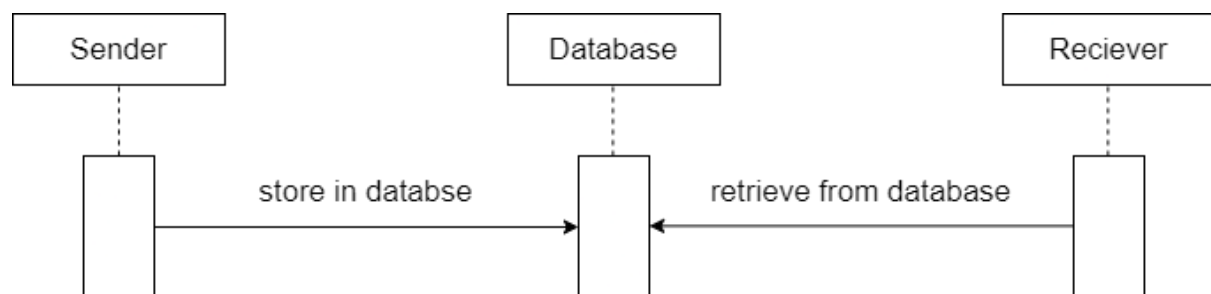 Sender
Database
Reciever
store in databse
retrieve from database